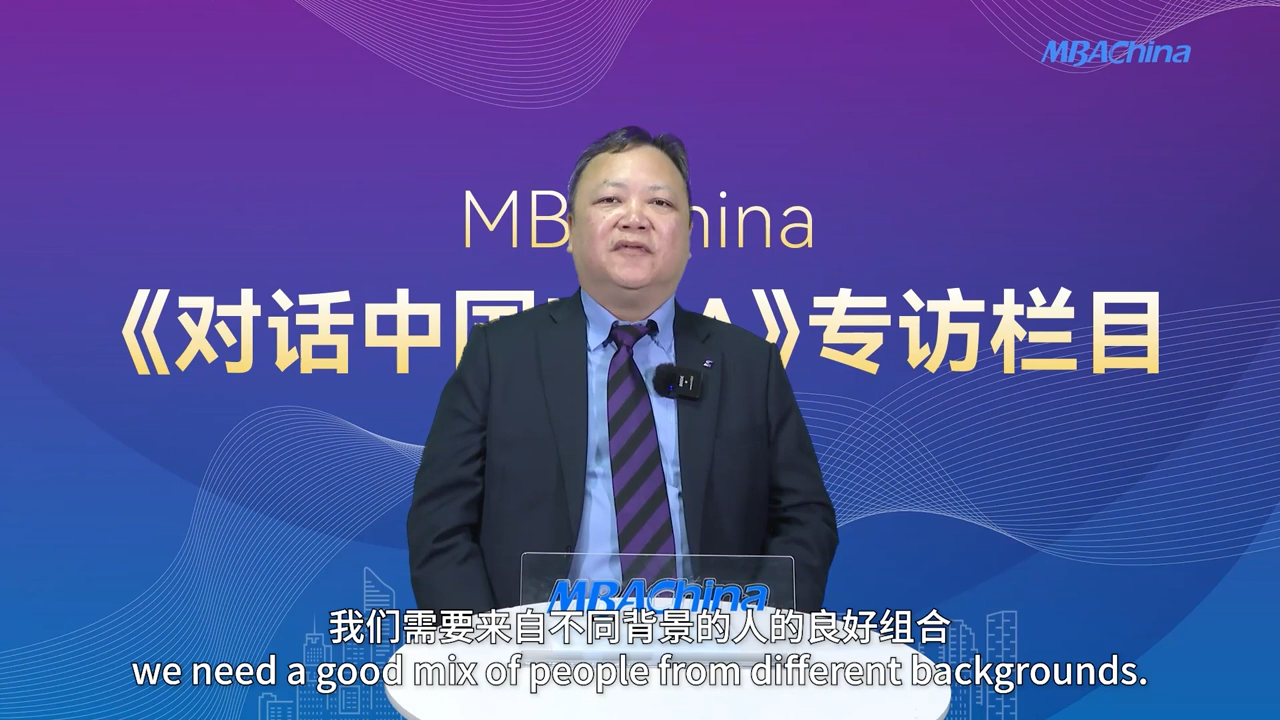 MBAChina
MB hina
《对话中国 A》专访栏目
MBAChina
我们需要来自不同背景的人的良好组合
we need a good mix of people from different backgrounds.